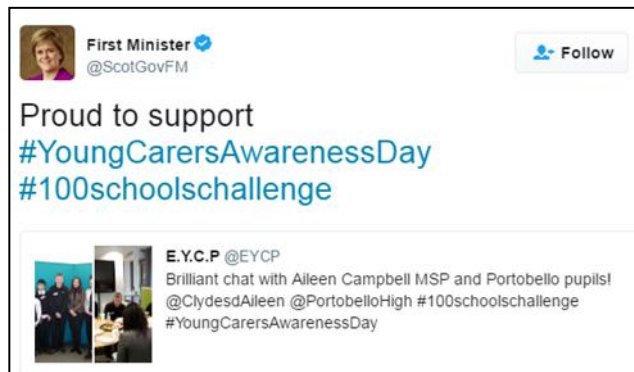 First Minister
@ScotGovFM
Follow
Proud to support
#YoungCarersAwarenessDay
#100schoolschallenge
E.Y.C.P @EYCP
Brilliant chat with Aileen Campbell MSP and Portobello pupils!
@ClydesdAileen @PortobelloHigh #100schoolschallenge
#YoungCarersAwarenessDay